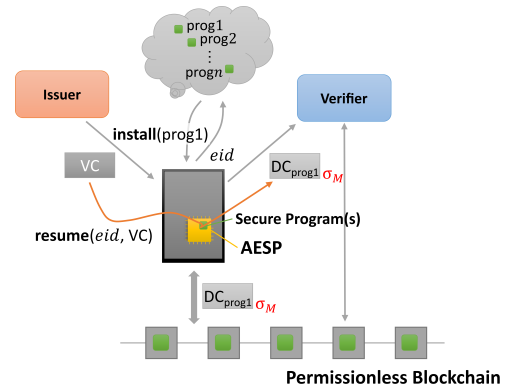 prog1
prog2
⋮
progn
Issuer
Verifier
install(prog1)
eid
VC
DCprog1 σM
Secure Program(s)
resume(eid, VC)
AESP
DCprog1 σM
Permissionless Blockchain